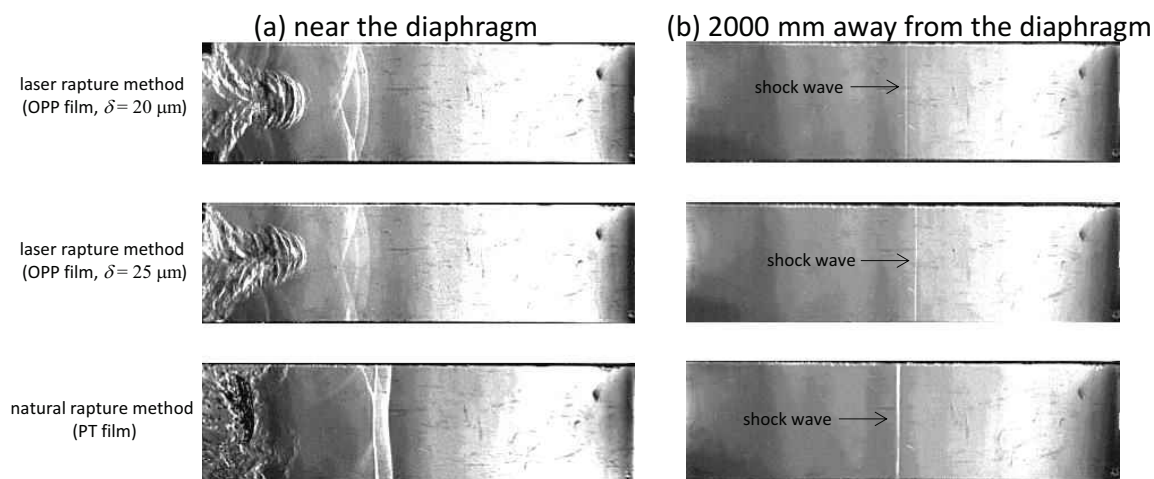 (a) near the diaphragm
(b) 2000 mm away from the diaphragm
laser rapture method
(OPP film, δ = 20 μm)
shock wave
laser rapture method
(OPP film, δ = 25 μm)
shock wave
natural rapture method
(PT film)
shock wave